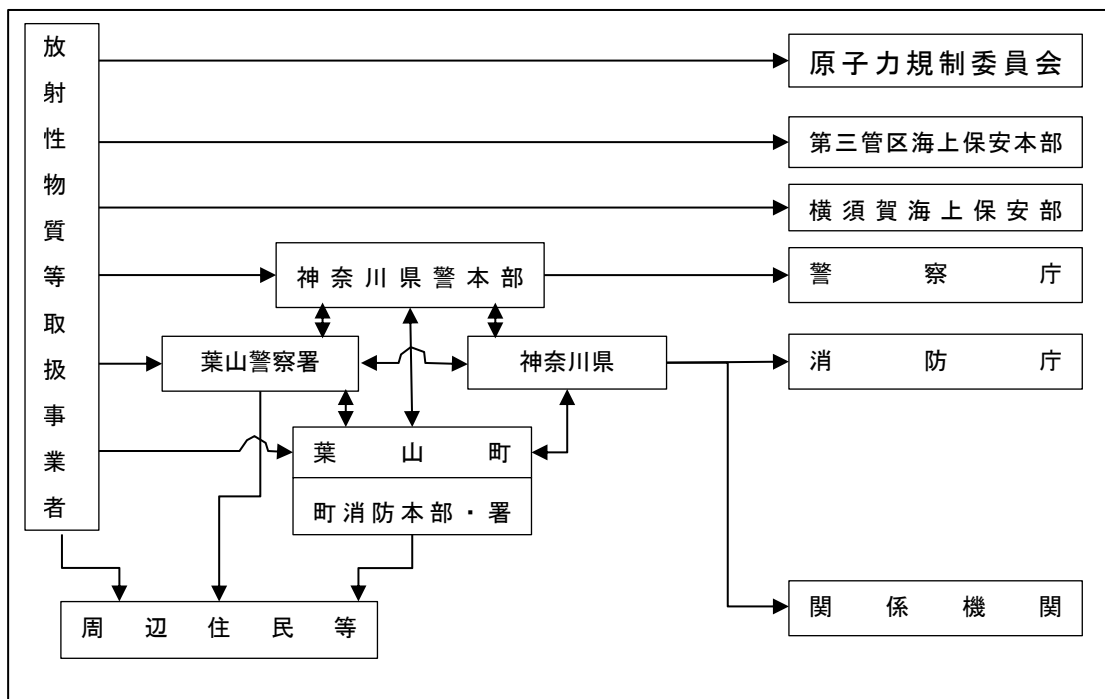 放射性物質等取扱事業者
原子力規制委員会
第三管区海上保安本部
横須賀海上保安部
神奈川県警本部
警察庁
葉山警察署
神奈川県
消防庁
葉山町
町消防本部・署
関係機関
周辺住民等